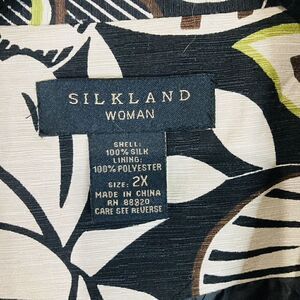 SILKLAND
WOMAN
SHELL:
100% SILK
LINING:
100% POLYESTER
SIZE: 2X
MADE IN CHINA
RN 88820
CARE SEE REVERSE